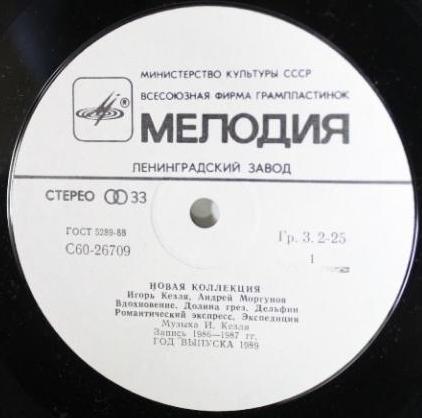 МИНИСТЕРСТВО КУЛЬТУРЫ СССР
ВСЕСОЮЗНАЯ ФИРМА ГРАМПЛАСТИНОК
® МЕЛОДИЯ
ЛЕНИНГРАДСКИЙ ЗАВОД
СТЕРЕО 33
ГОСТ 5289-88
С60-26709
Гр. 3. 2-25
1
НОВАЯ КОЛЛЕКЦИЯ
Игорь Кезля, Андрей Моргунов
Вдохновение. Долина грёз. Дельфин
Романтический экспресс. Экспедиция
Музыка И. Кезли
Запись 1986—1987 гг.
ГОД ВЫПУСКА 1989